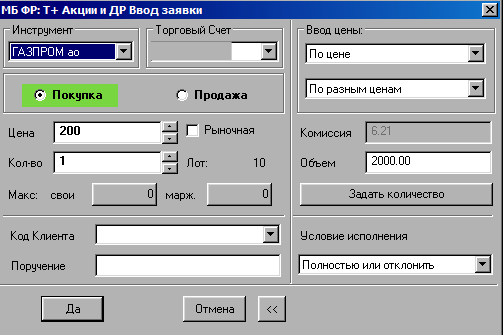 МБ ФР: Т+ Акции и ДР Ввод заявки
Инструмент
ГАЗПРОМ ао
Торговый Счет
Покупка
Продажа
Цена 200 Рыночная
Кол-во 1 Лот: 10
Макс: свои 0 марж. 0
Код Клиента
Поручение
Да
Отмена
<<
Ввод цены:
По цене
По разным ценам
Комиссия 6.21
Объем 2000.00
Задать количество
Условие исполнения
Полностью или отклонить